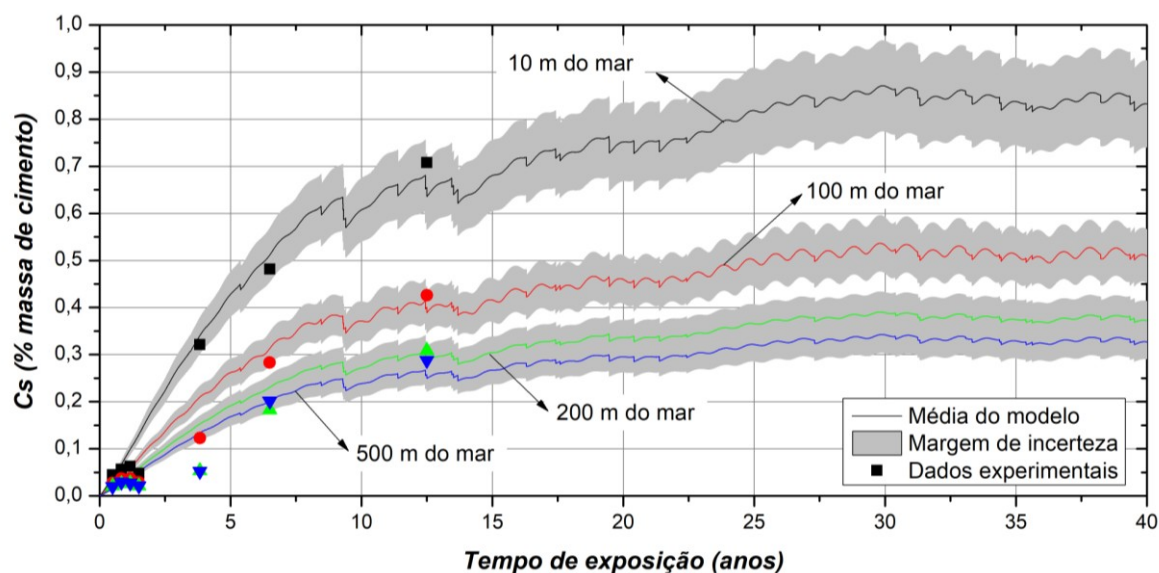 1,0
0,9
0,8
0,7
0,6
0,5
0,4
0,3
0,2
0,1
0,0
Cs (% massa de cimento)
10 m do mar
100 m do mar
200 m do mar
500 m do mar
Média do modelo
Margem de incerteza
Dados experimentais
0 5 10 15 20 25 30 35 40
Tempo de exposição (anos)